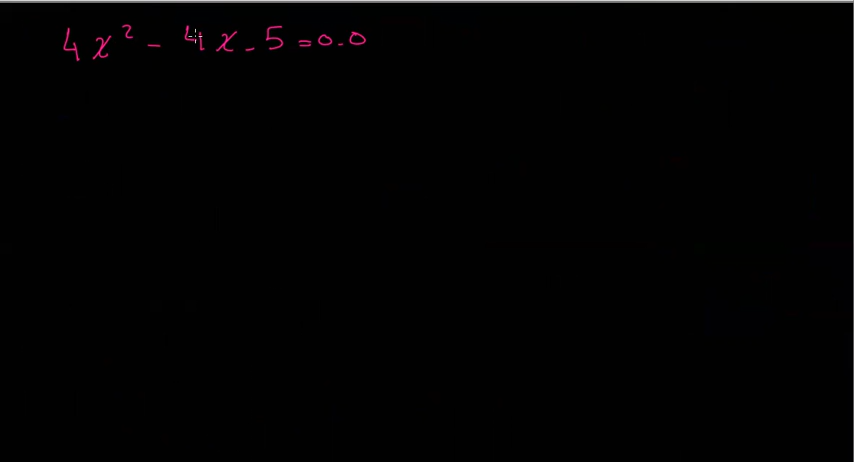 4x² - 4x - 5 = 0.0